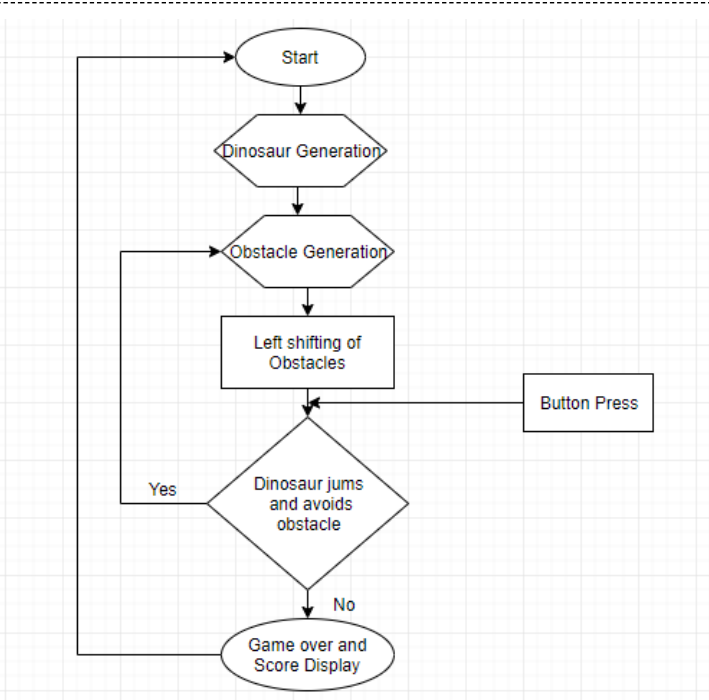 Start
Dinosaur Generation
Obstacle Generation
Left shifting of
Obstacles
Button Press
Dinosaur jums
and avoids
obstacle
Yes
No
Game over and
Score Display